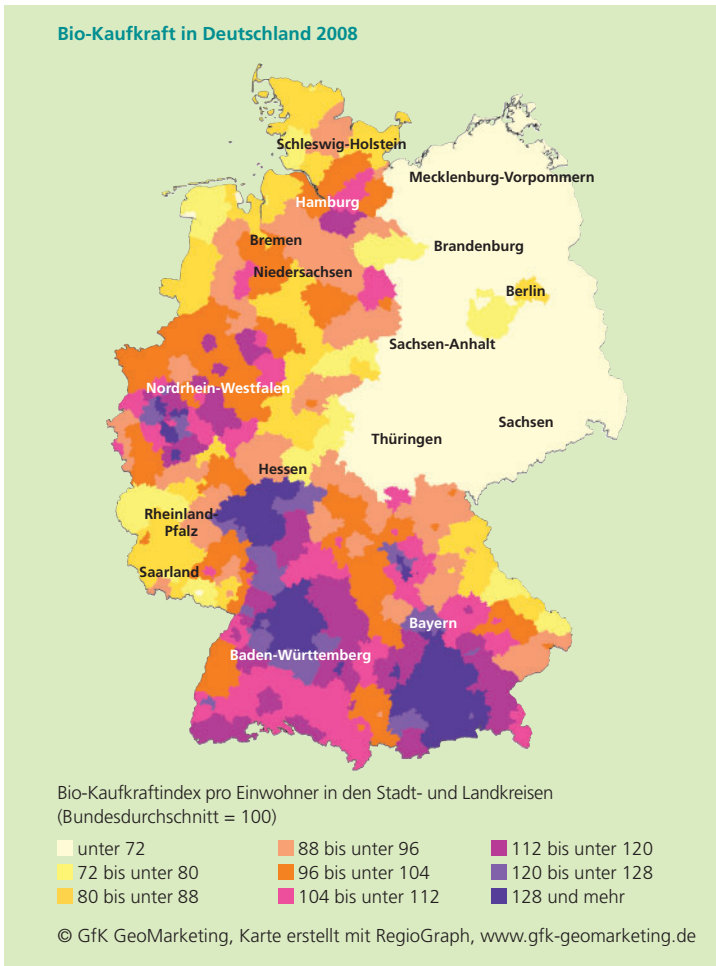 Bio-Kaufkraft in Deutschland 2008
Schleswig-Holstein
Mecklenburg-Vorpommern
Hamburg
Bremen
Brandenburg
Niedersachsen
Berlin
Sachsen-Anhalt
Nordrhein-Westfalen
Sachsen
Thüringen
Hessen
Rheinland-
Pfalz
Saarland
Bayern
Baden-Württemberg
Bio-Kaufkraftindex pro Einwohner in den Stadt- und Landkreisen
(Bundesdurchschnitt = 100)
unter 72
72 bis unter 80
80 bis unter 88
88 bis unter 96
96 bis unter 104
104 bis unter 112
112 bis unter 120
120 bis unter 128
128 und mehr
© GfK GeoMarketing, Karte erstellt mit RegioGraph, www.gfk-geomarketing.de